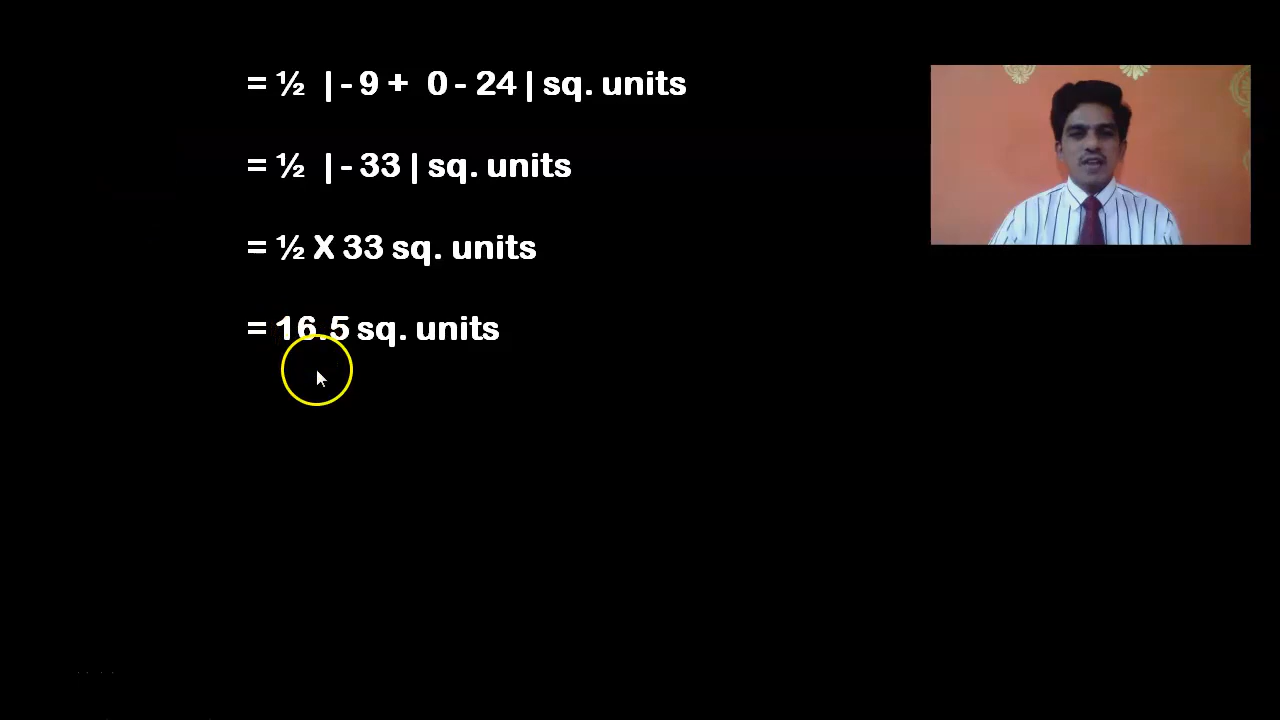 = ½ | - 9 + 0 - 24 | sq. units
= ½ | - 33 | sq. units
= ½ X 33 sq. units
= 16.5 sq. units